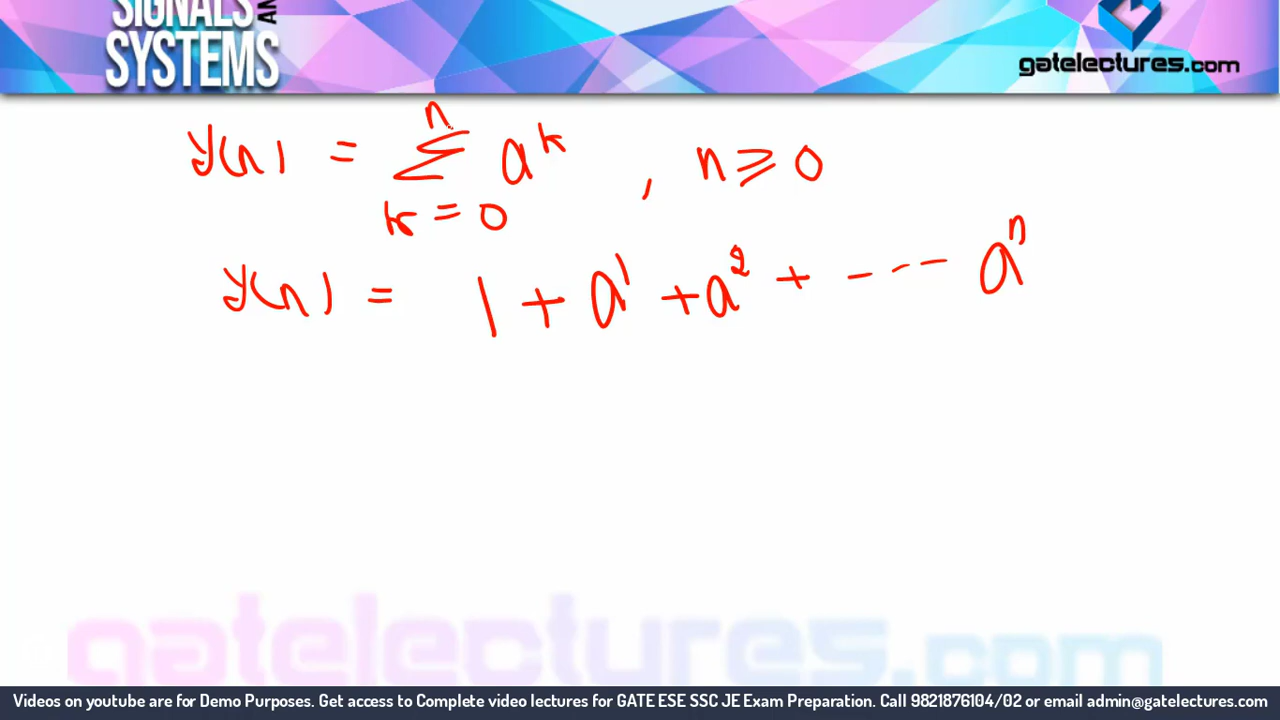 SIGNALS AND
SYSTEMS
gatelectures.com
y(n) = n Σ k=0 a^k , n ≥ 0
y(n) = 1 + a^1 + a^2 + ---- a^n
gatelectures.com
Videos on youtube are for Demo Purposes. Get access to Complete video lectures for GATE ESE SSC JE Exam Preparation. Call 9821876104/02 or email admin@gatelectures.com